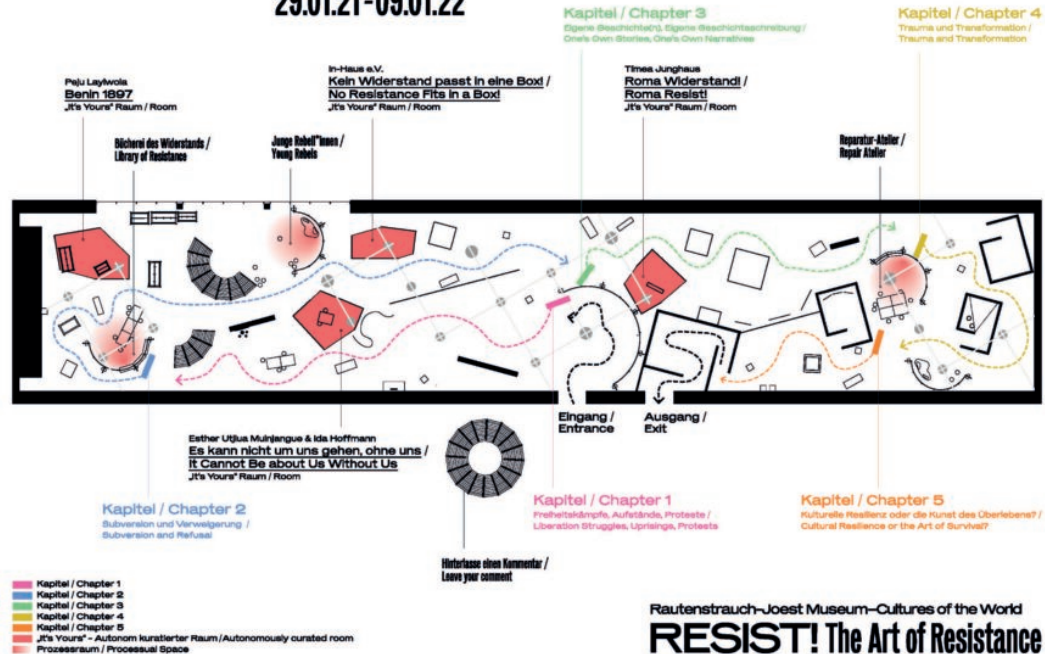 29.01.21-09.01.22
Kapitel / Chapter 3
Eigene Geschichte(n), Eigene Geschichtsschreibung /
One's Own Stories, One's Own Narratives
Kapitel / Chapter 4
Trauma und Transformation /
Trauma and Transformation
Peju Layiwola
Benin 1897
„It's Yours" Raum / Room
In-Haus e.V.
Kein Widerstand passt in eine Box! /
No Resistance Fits in a Box!
„It's Yours" Raum / Room
Timea Junghaus
Roma Widerstand! /
Roma Resist!
„It's Yours" Raum / Room
Bücherei des Widerstands /
Library of Resistance
Junge Rebell*innen /
Young Rebels
Reparatur-Atelier /
Repair Atelier
Eingang /
Entrance
Ausgang /
Exit
Esther Utjiua Muinjangue & Ida Hoffmann
Es kann nicht um uns gehen, ohne uns /
It Cannot Be about Us Without Us
„It's Yours" Raum / Room
Kapitel / Chapter 2
Subversion und Verweigerung /
Subversion and Refusal
Kapitel / Chapter 1
Freiheitskämpfe, Aufstände, Proteste /
Liberation Struggles, Uprisings, Protests
Kapitel / Chapter 5
Kulturelle Resilienz oder die Kunst des Überlebens? /
Cultural Resilience or the Art of Survival?
Hinterlasse einen Kommentar /
Leave your comment
Kapitel / Chapter 1
Kapitel / Chapter 2
Kapitel / Chapter 3
Kapitel / Chapter 4
Kapitel / Chapter 5
„It's Yours" - Autonom kuratierter Raum / Autonomously curated room
Prozessraum / Processual Space
Rautenstrauch-Joest Museum–Cultures of the World
RESIST! The Art of Resistance